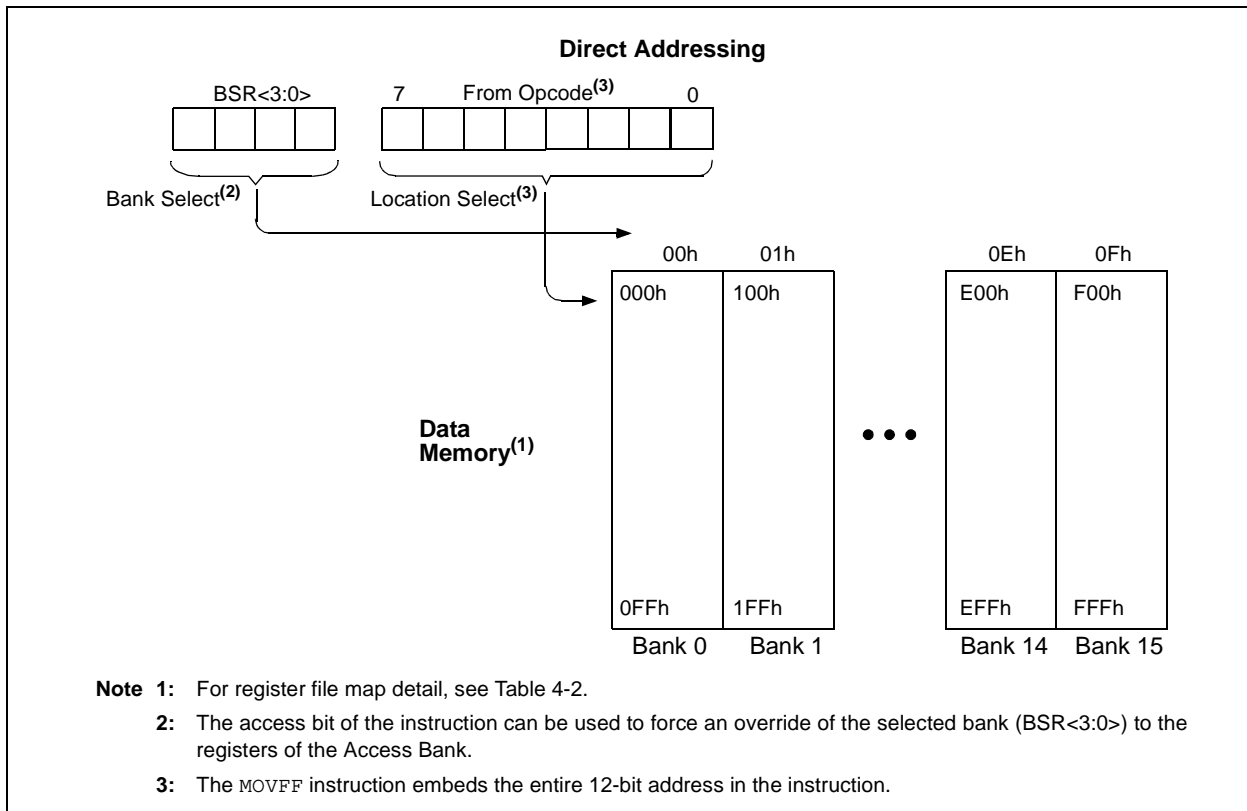 Direct Addressing
BSR<3:0> 7 From Opcode(3) 0
Bank Select(2) Location Select(3)
00h 01h 0Eh 0Fh
000h 100h E00h F00h
Data
Memory(1)
0FFh 1FFh EFFh FFFh
Bank 0 Bank 1 Bank 14 Bank 15
Note 1: For register file map detail, see Table 4-2.
2: The access bit of the instruction can be used to force an override of the selected bank (BSR<3:0>) to the
registers of the Access Bank.
3: The MOVFF instruction embeds the entire 12-bit address in the instruction.